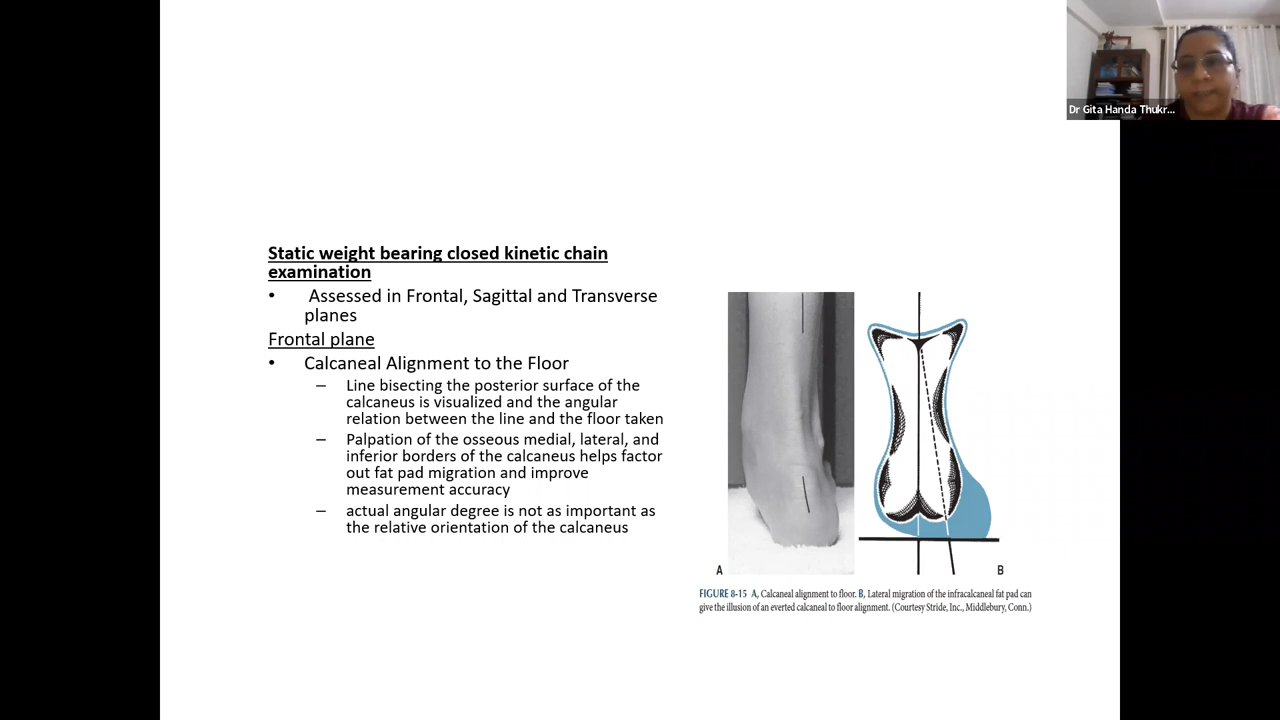 Dr Gita Handa Thukr...
Static weight bearing closed kinetic chain
examination
• Assessed in Frontal, Sagittal and Transverse
planes
Frontal plane
• Calcaneal Alignment to the Floor
– Line bisecting the posterior surface of the
calcaneus is visualized and the angular
relation between the line and the floor taken
– Palpation of the osseous medial, lateral, and
inferior borders of the calcaneus helps factor
out fat pad migration and improve
measurement accuracy
– actual angular degree is not as important as
the relative orientation of the calcaneus
A
B
FIGURE 8-15 A, Calcaneal alignment to floor. B, Lateral migration of the infracalcaneal fat pad can
give the illusion of an everted calcaneal to floor alignment. (Courtesy Stride, Inc., Middlebury, Conn.)